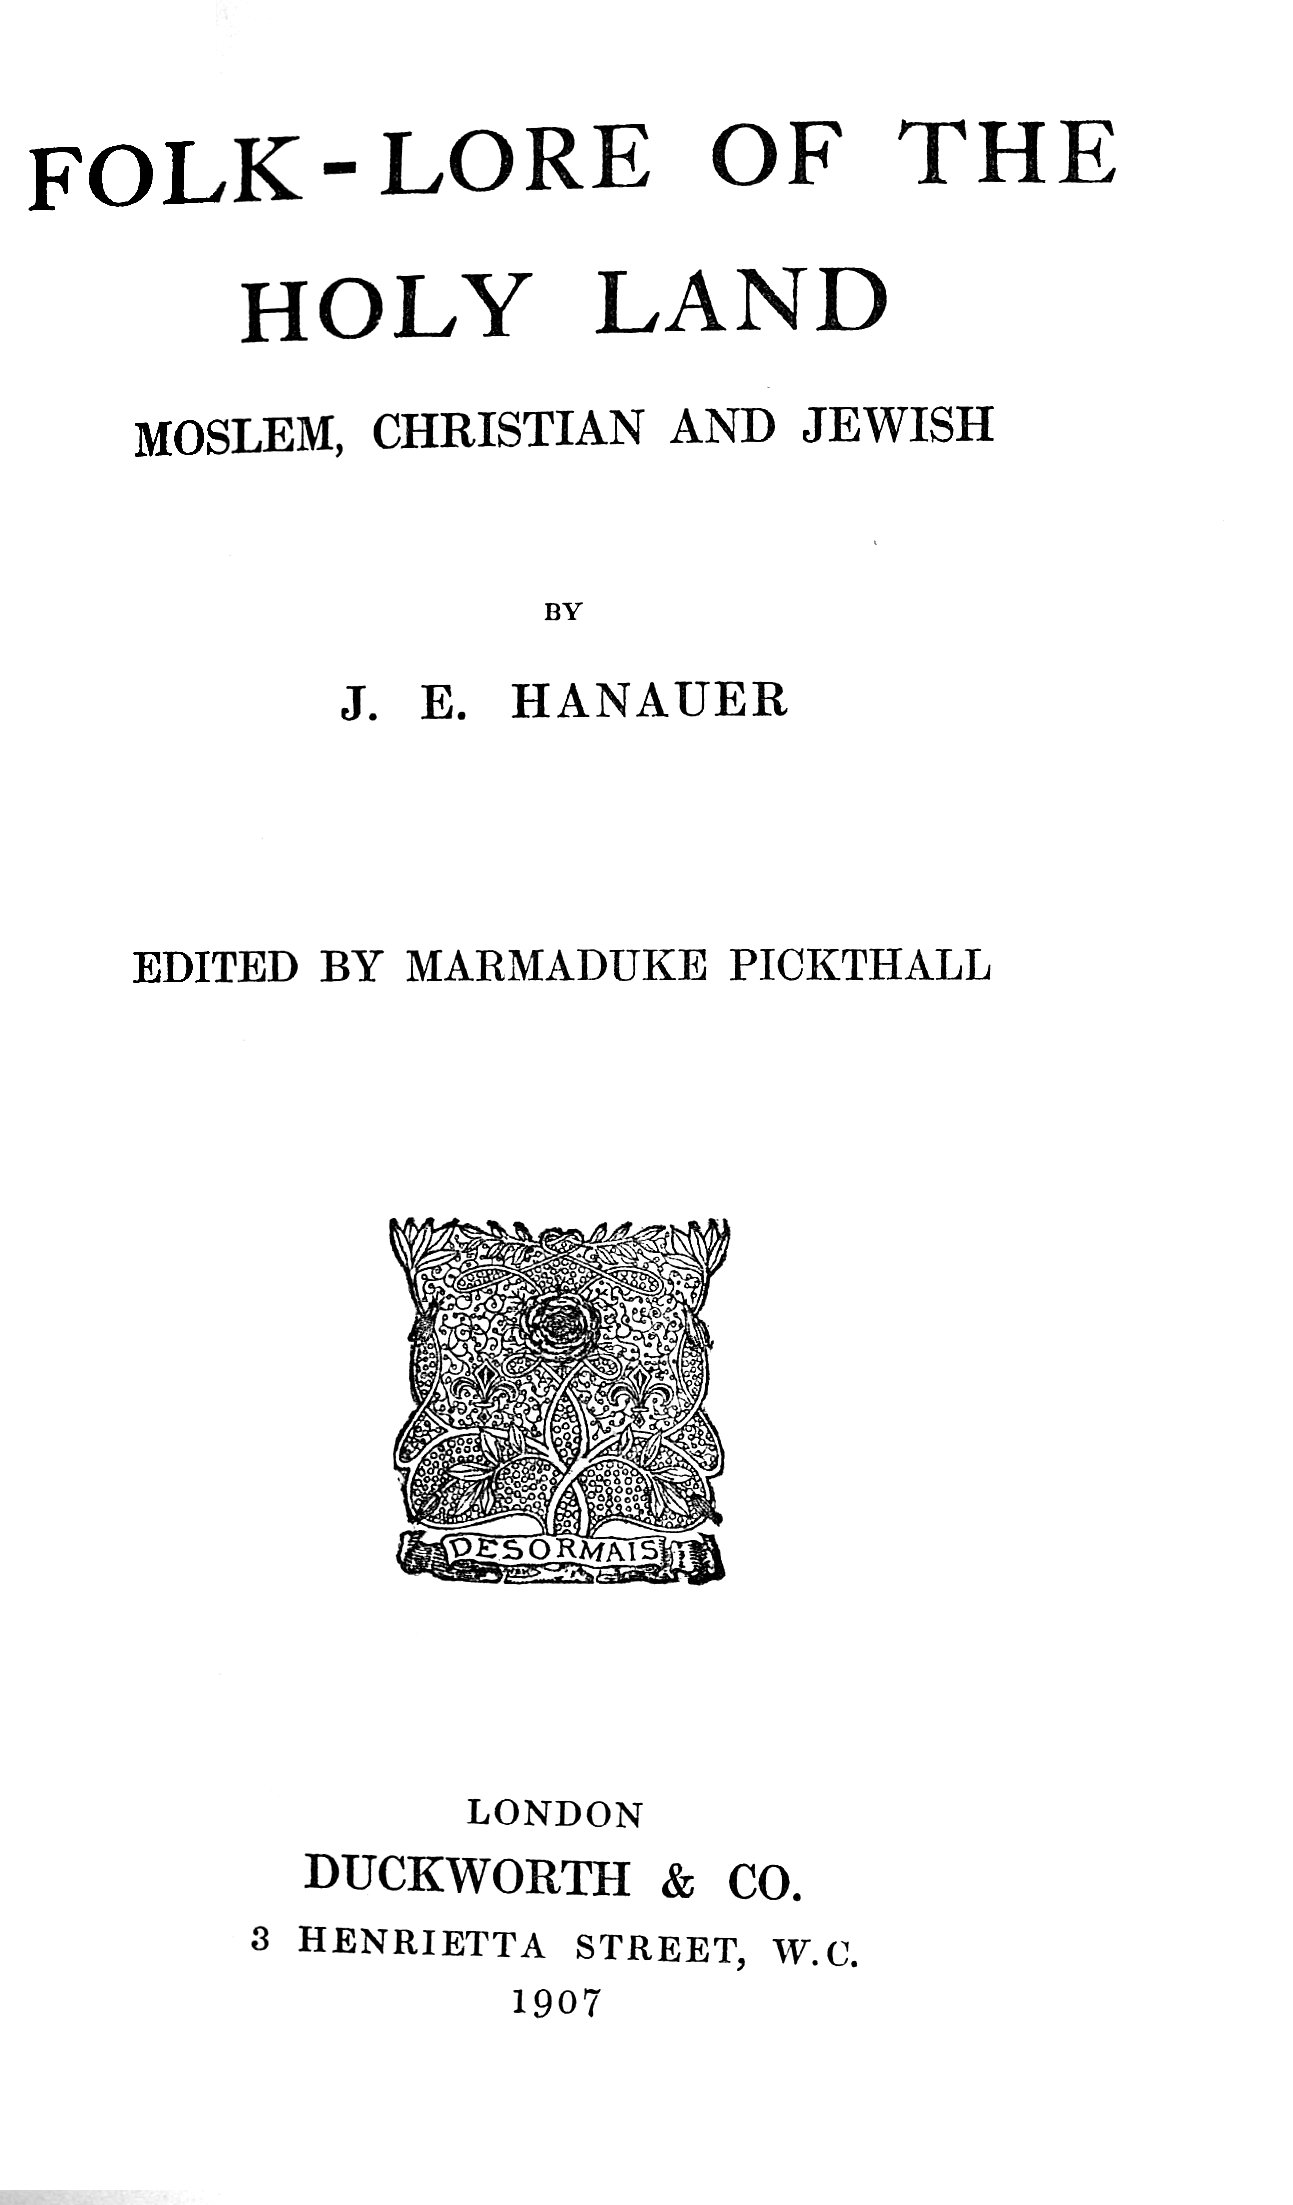 FOLK-LORE OF THE
HOLY LAND
MOSLEM, CHRISTIAN AND JEWISH
BY
J. E. HANAUER
EDITED BY MARMADUKE PICKTHALL
DESORMAIS
LONDON
DUCKWORTH & CO.
3 HENRIETTA STREET, W.C.
1907